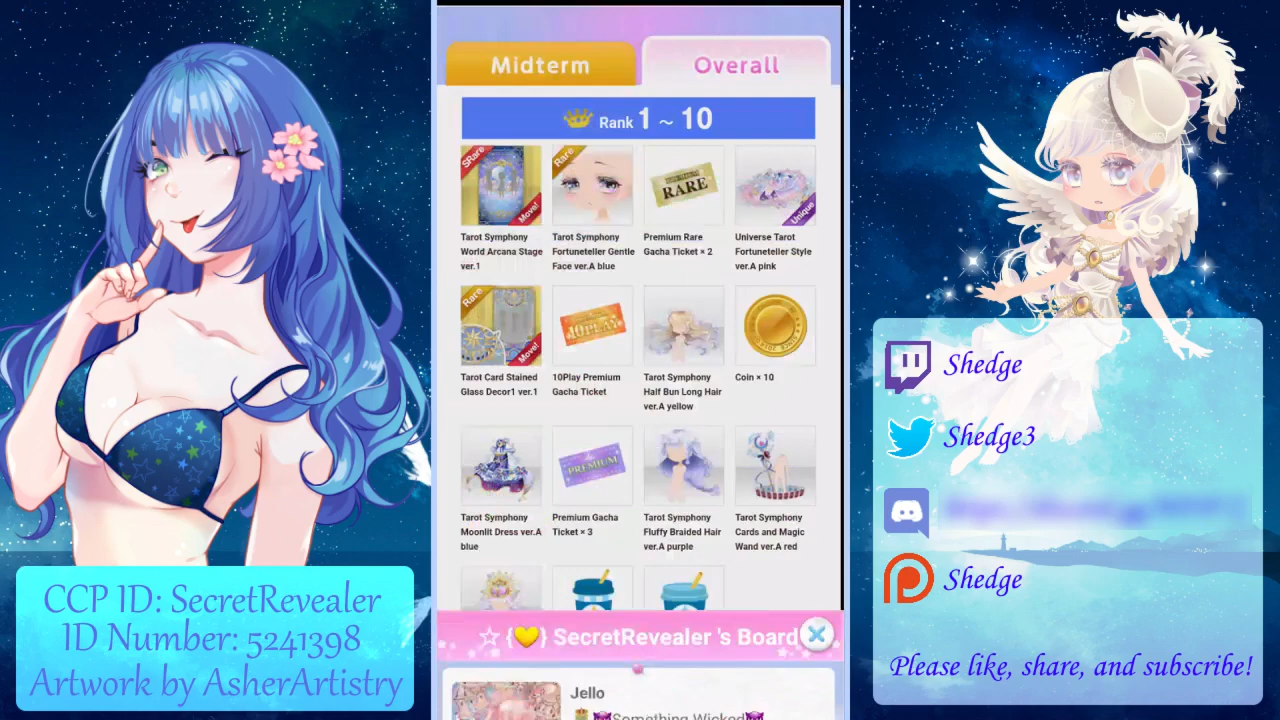 Midterm
Overall
Rank 1 ~ 10
SRare
Move!
Rare
RARE
Unique
Tarot Symphony
World Arcana Stage
ver.1
Tarot Symphony
Fortuneteller Gentle
Face ver.A blue
Premium Rare
Gacha Ticket × 2
Universe Tarot
Fortuneteller Style
ver.A pink
Rare
Move!
10PLAY
Tarot Card Stained
Glass Decor1 ver.1
10Play Premium
Gacha Ticket
Tarot Symphony
Half Bun Long Hair
ver.A yellow
Coin × 10
PREMIUM
Tarot Symphony
Moonlit Dress ver.A
blue
Premium Gacha
Ticket × 3
Tarot Symphony
Fluffy Braided Hair
ver.A purple
Tarot Symphony
Cards and Magic
Wand ver.A red
☆ {💛} SecretRevealer 's Board
Jello
😈Something Wicked😈
CCP ID: SecretRevealer
ID Number: 5241398
Artwork by AsherArtistry
Shedge
Shedge3
Shedge
Please like, share, and subscribe!